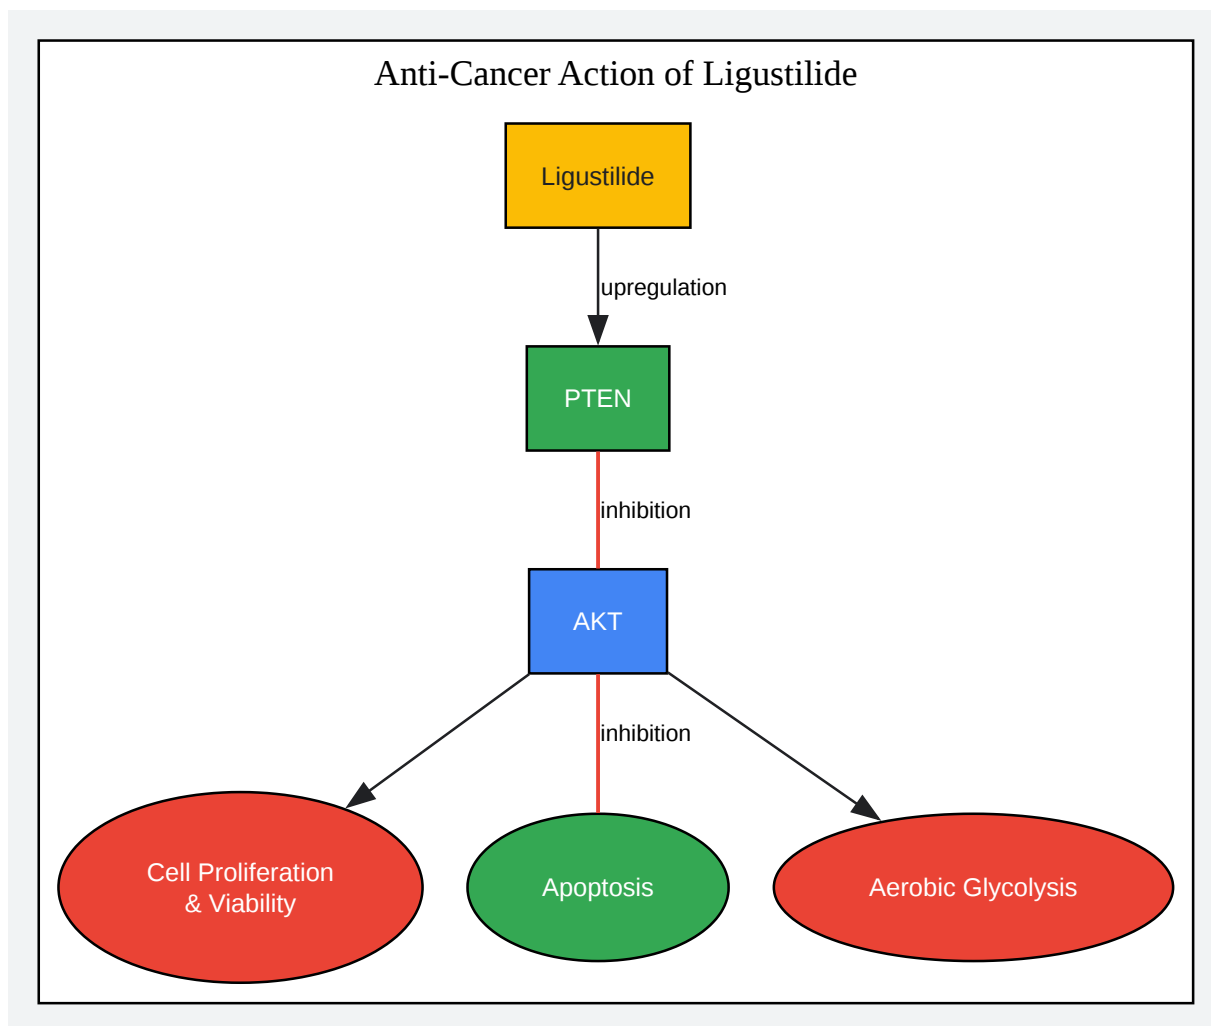 Anti-Cancer Action of Ligustilide
Ligustilide
upregulation
PTEN
inhibition
AKT
inhibition
Cell Proliferation
& Viability
Apoptosis
Aerobic Glycolysis